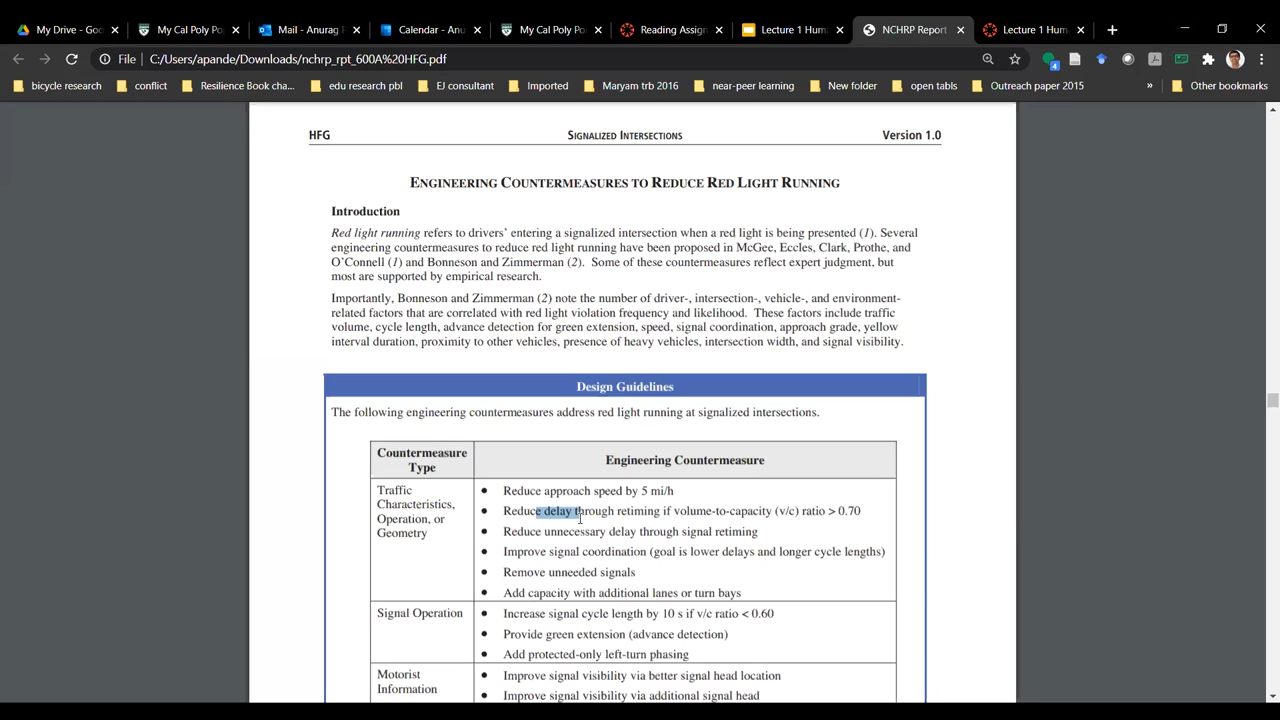 My Drive - Goo
My Cal Poly Po
Mail - Anurag
Calendar - Anu
My Cal Poly Po
Reading Assig
Lecture 1 Huma
NCHRP Report
Lecture 1 Hum
File
C:/Users/apande/Downloads/nchrp_rpt_600A%20HFG.pdf
4
bicycle research
conflict
Resilience Book cha...
edu research pbl
EJ consultant
Imported
Maryam trb 2016
near-peer learning
New folder
open tabls
Outreach paper 2015
»
Other bookmarks
HFG
SIGNALIZED INTERSECTIONS
Version 1.0
ENGINEERING COUNTERMEASURES TO REDUCE RED LIGHT RUNNING
Introduction
Red light running refers to drivers' entering a signalized intersection when a red light is being presented (1). Several
engineering countermeasures to reduce red light running have been proposed in McGee, Eccles, Clark, Prothe, and
O'Connell (1) and Bonneson and Zimmerman (2). Some of these countermeasures reflect expert judgment, but
most are supported by empirical research.
Importantly, Bonneson and Zimmerman (2) note the number of driver-, intersection-, vehicle-, and environment-
related factors that are correlated with red light violation frequency and likelihood. These factors include traffic
volume, cycle length, advance detection for green extension, speed, signal coordination, approach grade, yellow
interval duration, proximity to other vehicles, presence of heavy vehicles, intersection width, and signal visibility.
Design Guidelines
The following engineering countermeasures address red light running at signalized intersections.
Countermeasure
Type
Engineering Countermeasure
Traffic
Characteristics,
Operation, or
Geometry
• Reduce approach speed by 5 mi/h
• Reduce delay through retiming if volume-to-capacity (v/c) ratio > 0.70
• Reduce unnecessary delay through signal retiming
• Improve signal coordination (goal is lower delays and longer cycle lengths)
• Remove unneeded signals
• Add capacity with additional lanes or turn bays
Signal Operation
• Increase signal cycle length by 10 s if v/c ratio < 0.60
• Provide green extension (advance detection)
• Add protected-only left-turn phasing
Motorist
Information
• Improve signal visibility via better signal head location
• Improve signal visibility via additional signal head